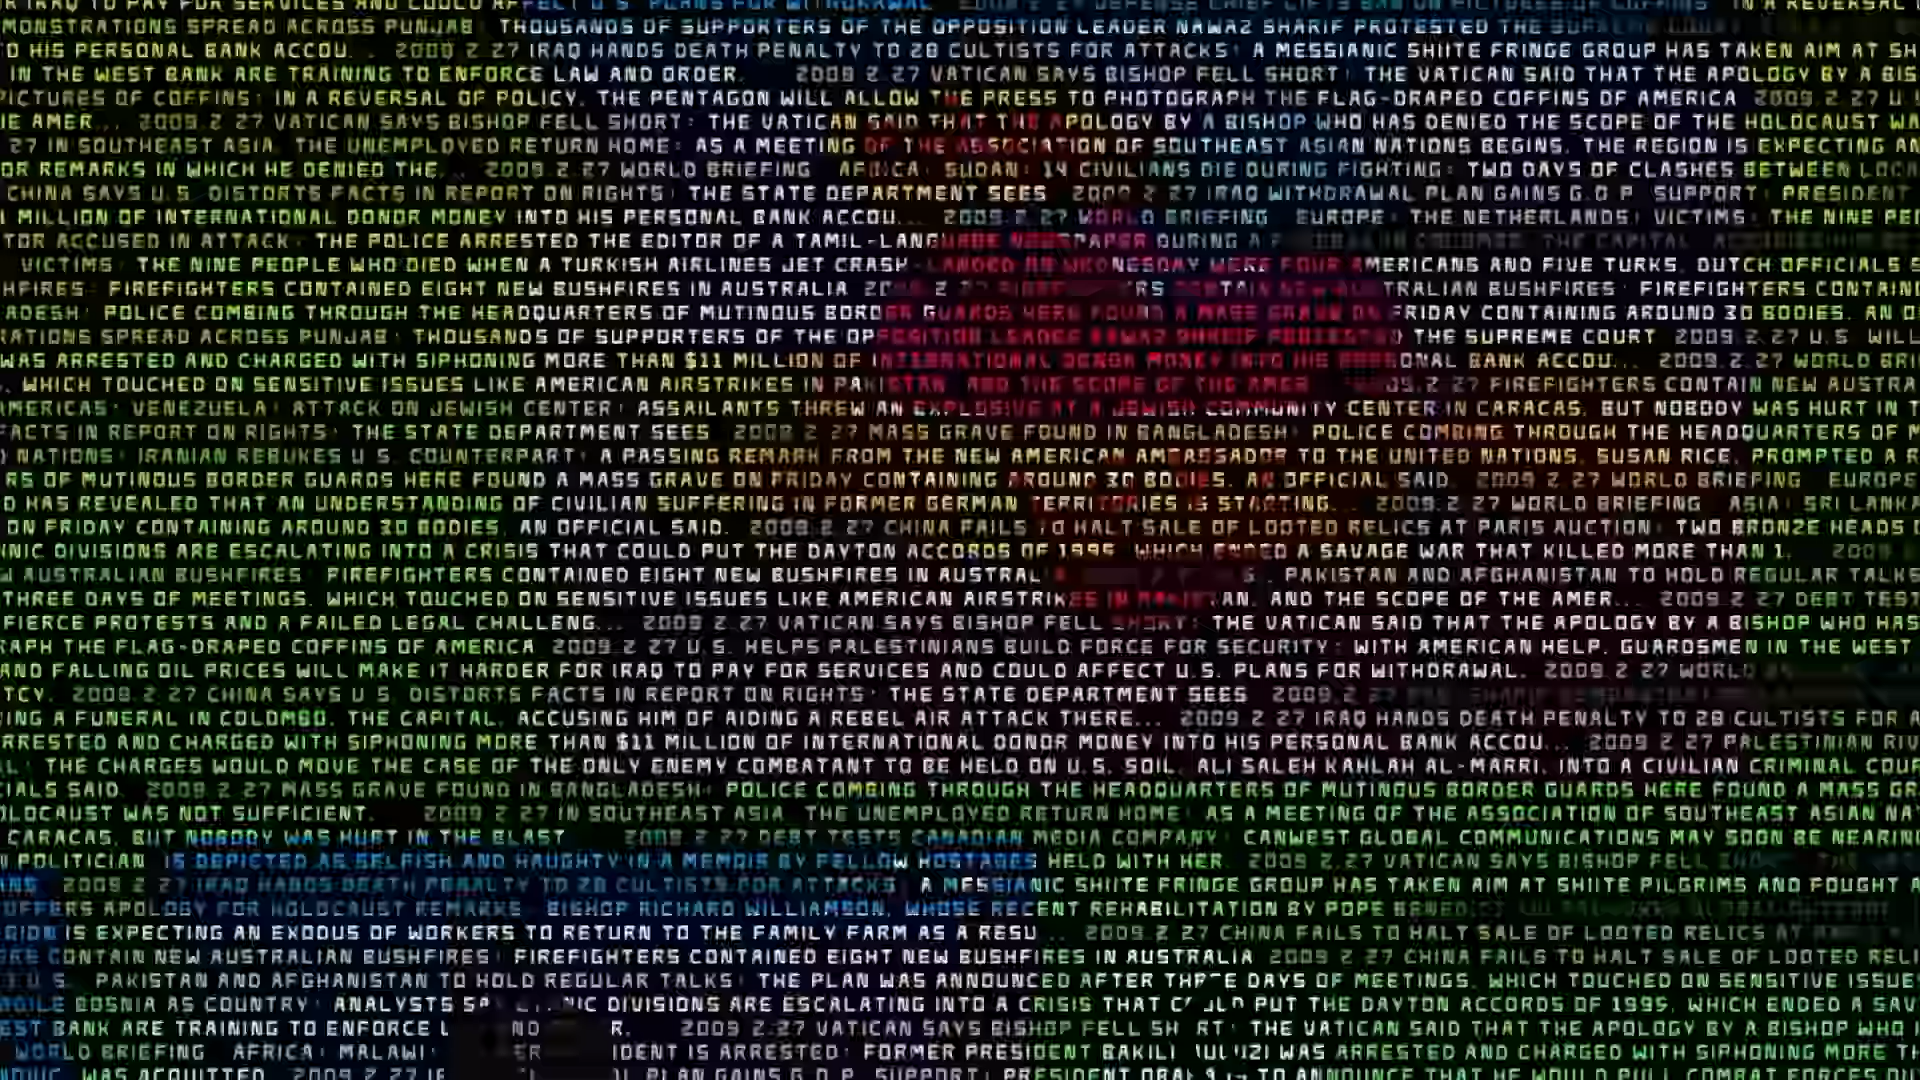 IRAQ TO PAY FOR SERVICES AND COULD AFFECT U.S. PLANS FOR WITHDRAWAL IN A REVERSAL
MONSTRATIONS SPREAD ACROSS PUNJAB: THOUSANDS OF SUPPORTERS OF THE OPPOSITION LEADER NAWAZ SHARIF PROTESTED THE
O HIS PERSONAL BANK ACCOU... 2009.2.27 IRAQ HANDS DEATH PENALTY TO 28 CULTISTS FOR ATTACKS: A MESSIANIC SHIITE FRINGE GROUP HAS TAKEN AIM AT SH
IN THE WEST BANK ARE TRAINING TO ENFORCE LAW AND ORDER. 2009.2.27 VATICAN SAYS BISHOP FELL SHORT: THE VATICAN SAID THAT THE APOLOGY BY A BIS
PICTURES OF COFFINS: IN A REVERSAL OF POLICY, THE PENTAGON WILL ALLOW THE PRESS TO PHOTOGRAPH THE FLAG-DRAPED COFFINS OF AMERICA 2009.2.27 U.
HE AMER... 2009.2.27 VATICAN SAYS BISHOP FELL SHORT: THE VATICAN SAID THAT THE APOLOGY BY A BISHOP WHO HAS DENIED THE SCOPE OF THE HOLOCAUST WA
27 IN SOUTHEAST ASIA, THE UNEMPLOYED RETURN HOME: AS A MEETING OF THE ASSOCIATION OF SOUTHEAST ASIAN NATIONS BEGINS, THE REGION IS EXPECTING AN
OR REMARKS IN WHICH HE DENIED THE... 2009.2.27 WORLD BRIEFING AFRICA: SUDAN: 14 CIVILIANS DIE DURING FIGHTING: TWO DAYS OF CLASHES BETWEEN LOCA
CHINA SAYS U.S. DISTORTS FACTS IN REPORT ON RIGHTS: THE STATE DEPARTMENT SEES 2009.2.27 IRAQ WITHDRAWAL PLAN GAINS G.O.P. SUPPORT: PRESIDENT
1 MILLION OF INTERNATIONAL DONOR MONEY INTO HIS PERSONAL BANK ACCOU... 2009.2.27 WORLD BRIEFING EUROPE: THE NETHERLANDS: VICTIMS: THE NINE PE
TOR ACCUSED IN ATTACK: THE POLICE ARRESTED THE EDITOR OF A TAMIL-LANGUAGE NEWSPAPER DURING A THE CAPITAL
VICTIMS: THE NINE PEOPLE WHO DIED WHEN A TURKISH AIRLINES JET CRASH-LANDED ON WEDNESDAY WERE FOUR AMERICANS AND FIVE TURKS, DUTCH OFFICIALS S
HFIRES: FIREFIGHTERS CONTAINED EIGHT NEW BUSHFIRES IN AUSTRALIA TRALIAN BUSHFIRES: FIREFIGHTERS CONTAIN
ADESH: POLICE COMBING THROUGH THE HEADQUARTERS OF MUTINOUS BORDER GUARDS HERE FOUND A MASS GRAVE ON FRIDAY CONTAINING AROUND 30 BODIES, AN O
RATIONS SPREAD ACROSS PUNJAB: THOUSANDS OF SUPPORTERS OF THE OPPOSITION LEADER NAWAZ SHARIF PROTESTED THE SUPREME COURT 2009.2.27 U.S. WILL
WAS ARRESTED AND CHARGED WITH SIPHONING MORE THAN $11 MILLION OF INTERNATIONAL DONOR MONEY INTO HIS PERSONAL BANK ACCOU... 2009.2.27 WORLD BRI
, WHICH TOUCHED ON SENSITIVE ISSUES LIKE AMERICAN AIRSTRIKES IN PAKISTAN, AND THE SCOPE OF THE AMER 27 FIREFIGHTERS CONTAIN NEW AUSTRA
AMERICAS: VENEZUELA: ATTACK ON JEWISH CENTER: ASSAILANTS THREW AN EXPLOSIVE AT A JEWISH COMMUNITY CENTER IN CARACAS, BUT NOBODY WAS HURT IN T
FACTS IN REPORT ON RIGHTS: THE STATE DEPARTMENT SEES 2009.2.27 MASS GRAVE FOUND IN BANGLADESH: POLICE COMBING THROUGH THE HEADQUARTERS OF M
D NATIONS: IRANIAN REBUKES U.S. COUNTERPART: A PASSING REMARK FROM THE NEW AMERICAN AMBASSADOR TO THE UNITED NATIONS, SUSAN RICE, PROMPTED A R
RS OF MUTINOUS BORDER GUARDS HERE FOUND A MASS GRAVE ON FRIDAY CONTAINING AROUND 30 BODIES, AN OFFICIAL SAID. 2009.2.27 WORLD BRIEFING EUROPE
D HAS REVEALED THAT AN UNDERSTANDING OF CIVILIAN SUFFERING IN FORMER GERMAN TERRITORIES IS STARTING... 2009.2.27 WORLD BRIEFING ASIA: SRI LANKA
ON FRIDAY CONTAINING AROUND 30 BODIES, AN OFFICIAL SAID. 2009.2.27 CHINA FAILS TO HALT SALE OF LOOTED RELICS AT PARIS AUCTION: TWO BRONZE HEADS
NIC DIVISIONS ARE ESCALATING INTO A CRISIS THAT COULD PUT THE DAYTON ACCORDS OF 1995, WHICH ENDED A SAVAGE WAR THAT KILLED MORE THAN 1
W AUSTRALIAN BUSHFIRES: FIREFIGHTERS CONTAINED EIGHT NEW BUSHFIRES IN AUSTRAL PAKISTAN AND AFGHANISTAN TO HOLD REGULAR TALKS
THREE DAYS OF MEETINGS, WHICH TOUCHED ON SENSITIVE ISSUES LIKE AMERICAN AIRSTRIKES IN PAKISTAN, AND THE SCOPE OF THE AMER... 2009.2.27 DEBT TEST
FIERCE PROTESTS AND A FAILED LEGAL CHALLENG... 2009.2.27 VATICAN SAYS BISHOP FELL SHORT: THE VATICAN SAID THAT THE APOLOGY BY A BISHOP WHO HAS
RAPH THE FLAG-DRAPED COFFINS OF AMERICA 2009.2.27 U.S. HELPS PALESTINIANS BUILD FORCE FOR SECURITY: WITH AMERICAN HELP, GUARDSMEN IN THE WEST
AND FALLING OIL PRICES WILL MAKE IT HARDER FOR IRAQ TO PAY FOR SERVICES AND COULD AFFECT U.S. PLANS FOR WITHDRAWAL. 2009.2.27 WORLD
TCY. 2009.2.27 CHINA SAYS U.S. DISTORTS FACTS IN REPORT ON RIGHTS: THE STATE DEPARTMENT SEES 2009.2
ING A FUNERAL IN COLOMBO, THE CAPITAL, ACCUSING HIM OF AIDING A REBEL AIR ATTACK THERE... 2009.2.27 IRAQ HANDS DEATH PENALTY TO 28 CULTISTS FOR A
RRESTED AND CHARGED WITH SIPHONING MORE THAN $11 MILLION OF INTERNATIONAL DONOR MONEY INTO HIS PERSONAL BANK ACCOU... 2009.2.27 PALESTINIAN RIV
L: THE CHARGES WOULD MOVE THE CASE OF THE ONLY ENEMY COMBATANT TO BE HELD ON U.S. SOIL, ALI SALEH KAHLAH AL-MARRI, INTO A CIVILIAN CRIMINAL COU
IALS SAID. 2009.2.27 MASS GRAVE FOUND IN BANGLADESH: POLICE COMBING THROUGH THE HEADQUARTERS OF MUTINOUS BORDER GUARDS HERE FOUND A MASS GR
OLOCAUST WAS NOT SUFFICIENT. 2009.2.27 IN SOUTHEAST ASIA, THE UNEMPLOYED RETURN HOME: AS A MEETING OF THE ASSOCIATION OF SOUTHEAST ASIAN NA
CARACAS, BUT NOBODY WAS HURT IN THE BLAST 2009.2.27 DEBT TESTS CANADIAN MEDIA COMPANY: CANWEST GLOBAL COMMUNICATIONS MAY SOON BE NEARIN
N POLITICIAN IS DEPICTED AS SELFISH AND HAUGHTY IN A MEMOIR BY FELLOW HOSTAGES HELD WITH HER. 2009.2.27 VATICAN SAYS BISHOP FELL
2009.2.27 IRAQ HANDS DEATH PENALTY TO 28 CULTISTS FOR ATTACKS: A MESSIANIC SHIITE FRINGE GROUP HAS TAKEN AIM AT SHIITE PILGRIMS AND FOUGHT A
OFFERS APOLOGY FOR HOLOCAUST REMARKS: BISHOP RICHARD WILLIAMSON, WHOSE RECENT REHABILITATION BY POPE
GION IS EXPECTING AN EXODUS OF WORKERS TO RETURN TO THE FAMILY FARM AS A RESU... 2009.2.27 CHINA FAILS TO HALT SALE OF LOOTED RELICS AT
RE CONTAIN NEW AUSTRALIAN BUSHFIRES: FIREFIGHTERS CONTAINED EIGHT NEW BUSHFIRES IN AUSTRALIA 2009.2.27 CHINA FAILS TO HALT SALE OF LOOTED RELI
E U.S. PAKISTAN AND AFGHANISTAN TO HOLD REGULAR TALKS: THE PLAN WAS ANNOUNCED AFTER THREE DAYS OF MEETINGS, WHICH TOUCHED ON SENSITIVE ISSUE
BOSNIA AS COUNTRY: ANALYSTS NIC DIVISIONS ARE ESCALATING INTO A CRISIS THAT COULD PUT THE DAYTON ACCORDS OF 1995, WHICH ENDED A SAV
EST BANK ARE TRAINING TO ENFORCE 2009.2.27 VATICAN SAYS BISHOP FELL SHORT: THE VATICAN SAID THAT THE APOLOGY BY A BISHOP WHO
WORLD BRIEFING AFRICA: MALAWI: IDENT IS ARRESTED: FORMER PRESIDENT BAKILI MULUZI WAS ARRESTED AND CHARGED WITH SIPHONING MORE TH
WAS ACQUITTED. 2009.2.27 PLAN GAINS G.O.P. SUPPORT: PRESIDENT TO ANNOUNCE THAT HE WOULD PULL COMBAT FORCES OU